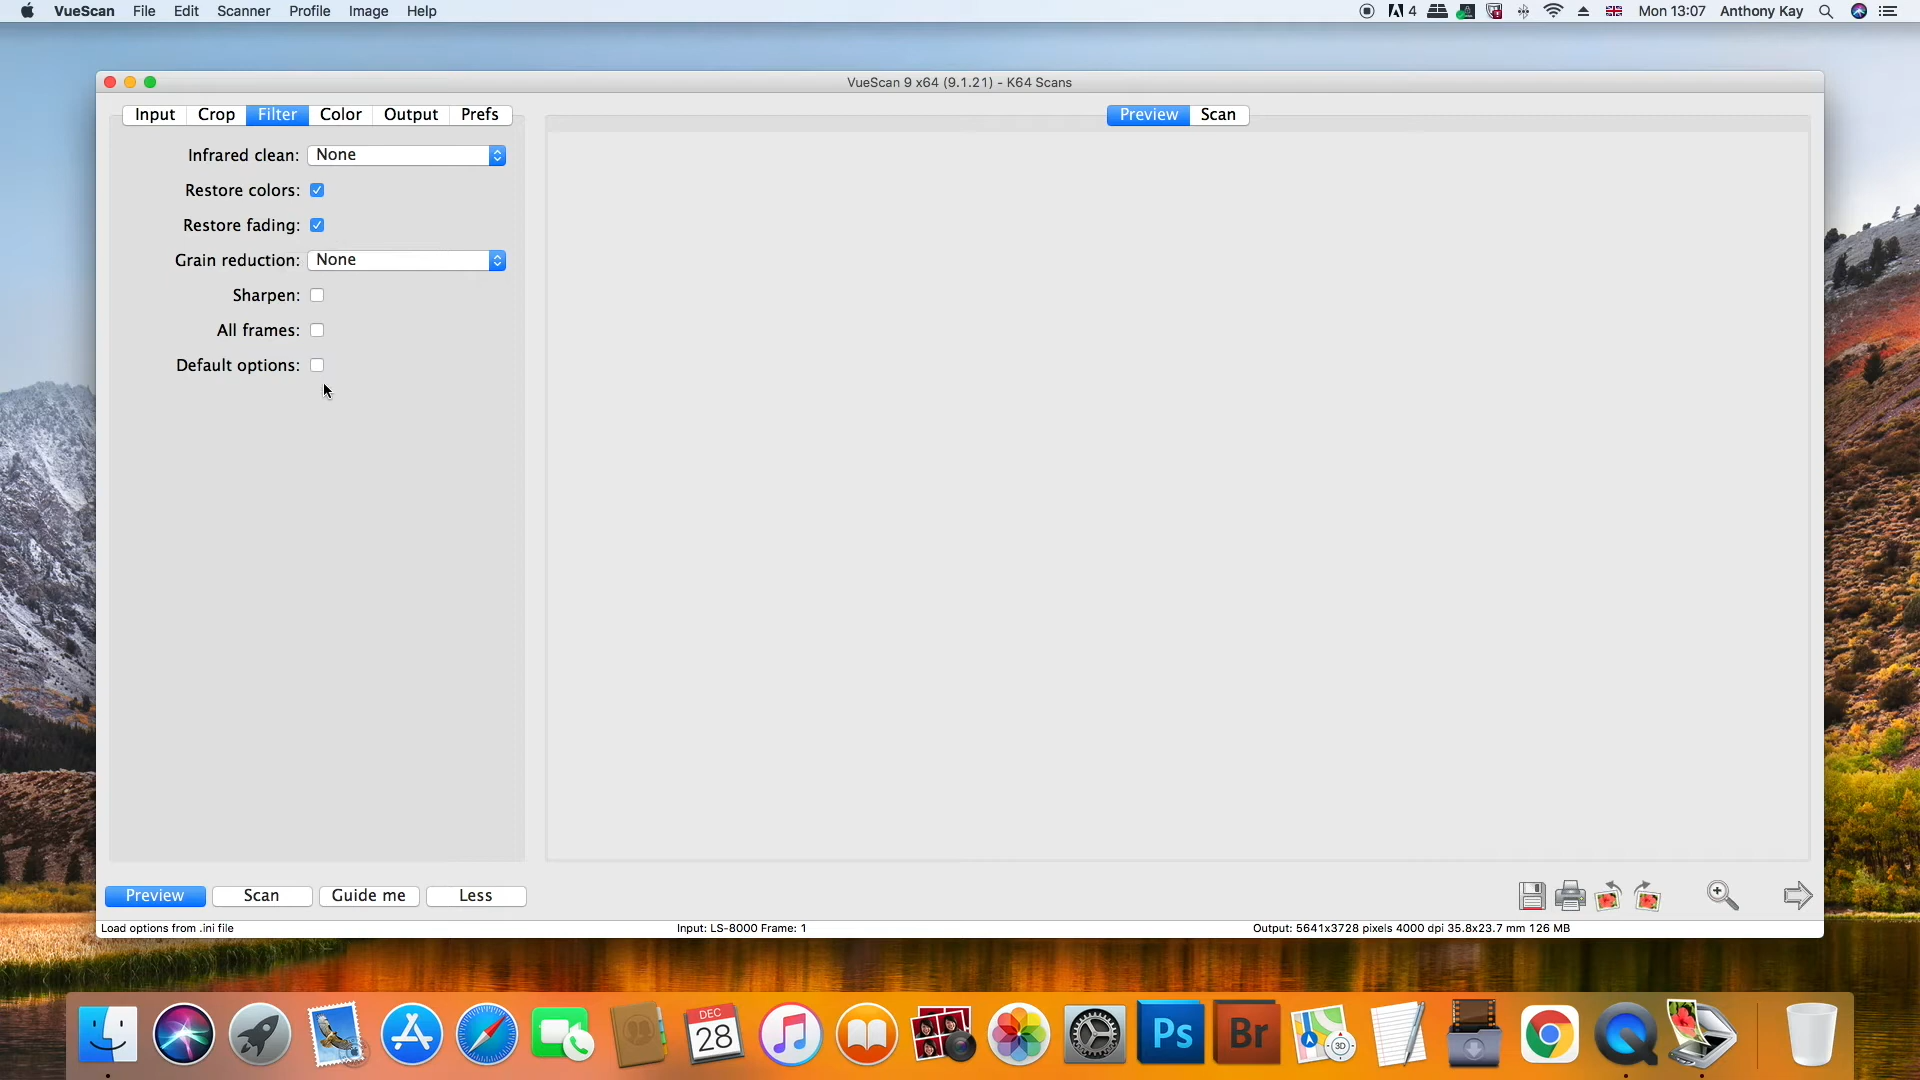 VueScan File Edit Scanner Profile Image Help 4 Mon 13:07 Anthony Kay
VueScan 9 x64 (9.1.21) - K64 Scans
Input Crop Filter Color Output Prefs Preview Scan
Infrared clean: None
Restore colors:
Restore fading:
Grain reduction: None
Sharpen:
All frames:
Default options:
Preview Scan Guide me Less
Load options from .ini file Input: LS-8000 Frame: 1 Output: 5641x3728 pixels 4000 dpi 35.8x23.7 mm 126 MB
DEC
28
Ps
Br
3D